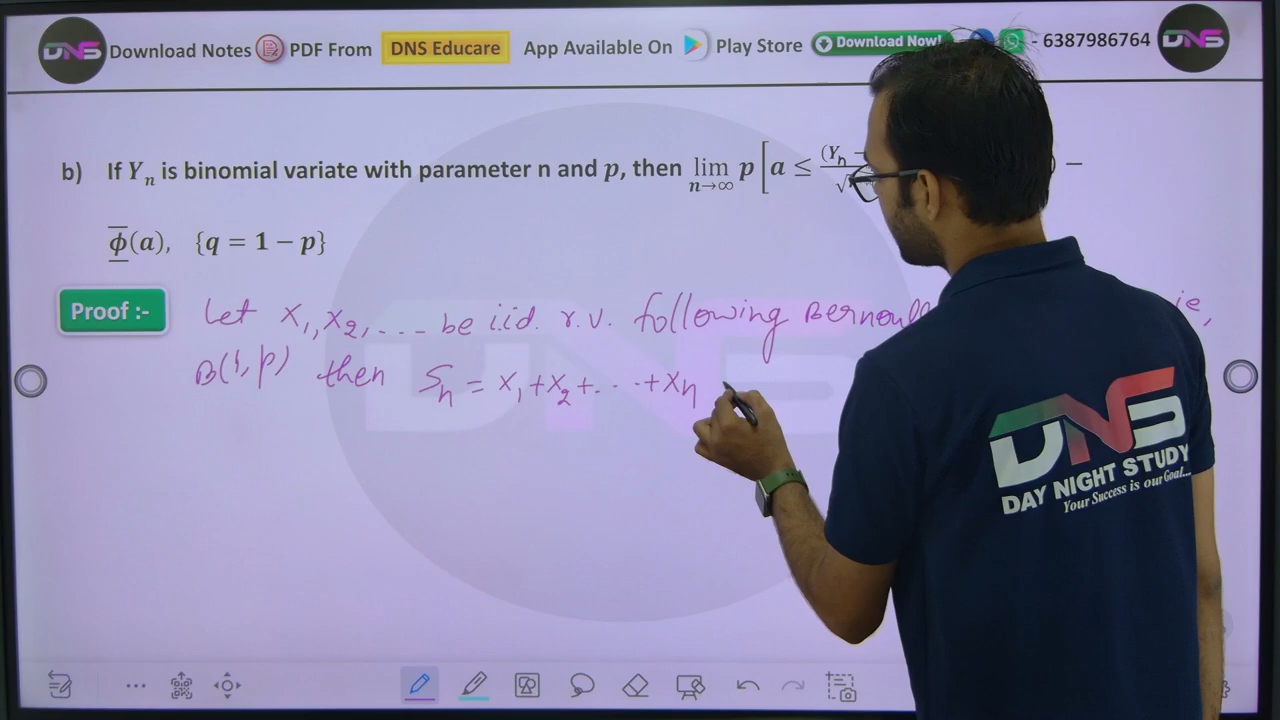 DNS Download Notes PDF From DNS Educare App Available On Play Store Download Now! - 6387986764 DNS
b) If Yₙ is binomial variate with parameter n and p, then lim n→∞ p [a ≤ (Yₙ −
ϕ̅(a), {q = 1 − p}
Proof :- Let X₁, X₂, ... be i.i.d. r.v. following ie,
B(1, p) then Sₙ = X₁ + X₂ + ... + Xₙ
DNS
DAY NIGHT STUDY
Your Success is our Goal...